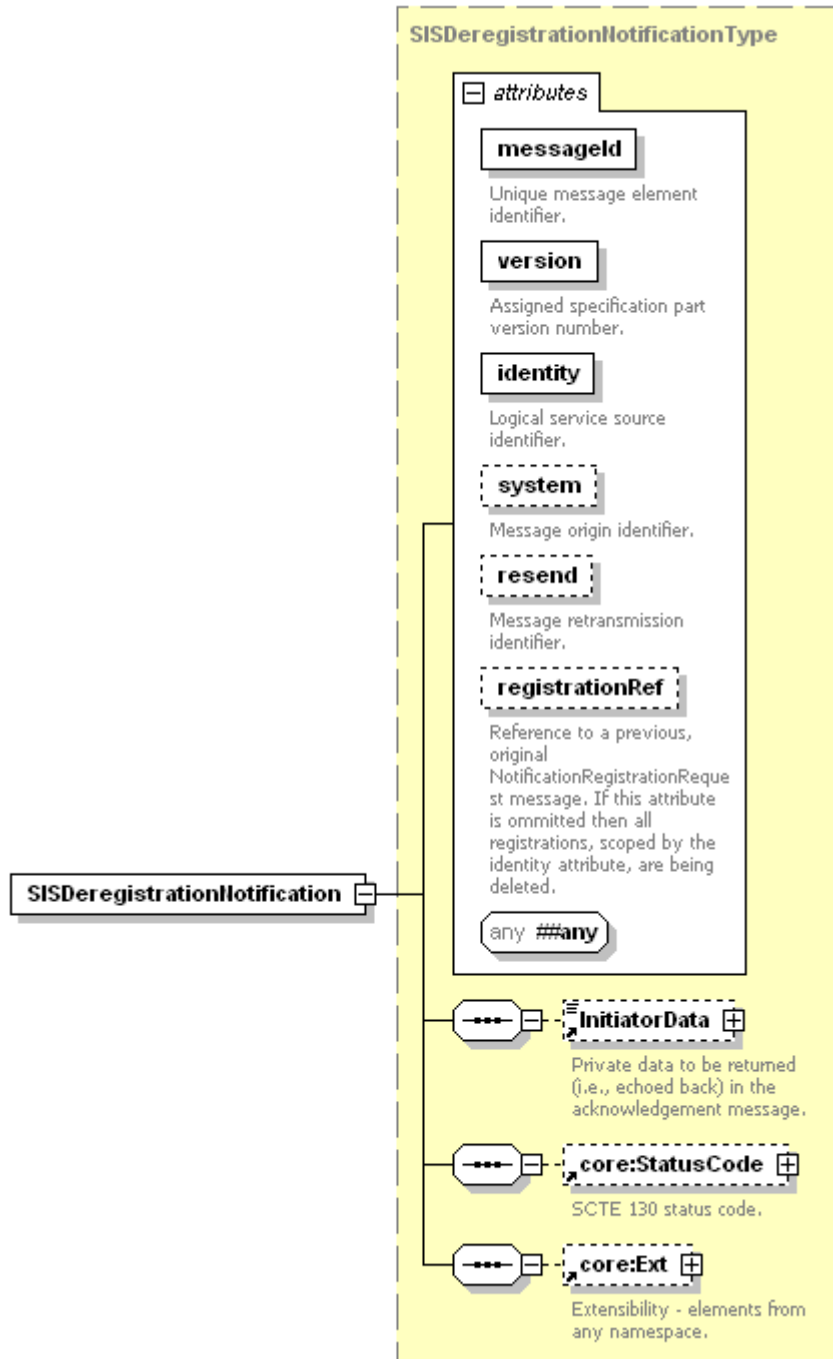 SISDeregistrationNotificationType
attributes
messageId
Unique message element
identifier.
version
Assigned specification part
version number.
identity
Logical service source
identifier.
system
Message origin identifier.
resend
Message retransmission
identifier.
registrationRef
Reference to a previous,
original
NotificationRegistrationReque
st message. If this attribute
is ommitted then all
registrations, scoped by the
identity attribute, are being
deleted.
SISDeregistrationNotification
any ##any
InitiatorData
Private data to be returned
(i.e., echoed back) in the
acknowledgement message.
core:StatusCode
SCTE 130 status code.
core:Ext
Extensibility - elements from
any namespace.